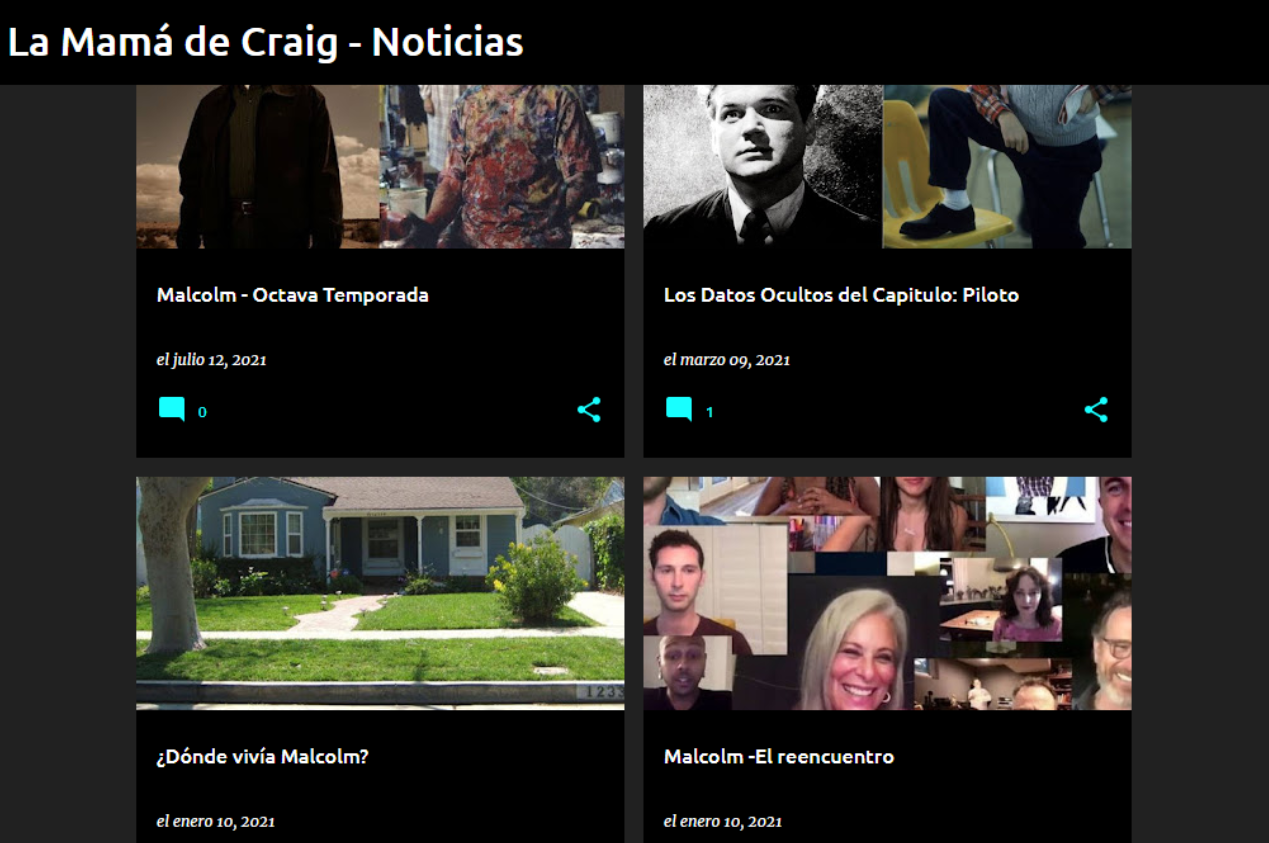 La Mamá de Craig - Noticias
Malcolm - Octava Temporada
Los Datos Ocultos del Capitulo: Piloto
el julio 12, 2021
el marzo 09, 2021
0
1
1233
¿Dónde vivía Malcolm?
Malcolm -El reencuentro
el enero 10, 2021
el enero 10, 2021